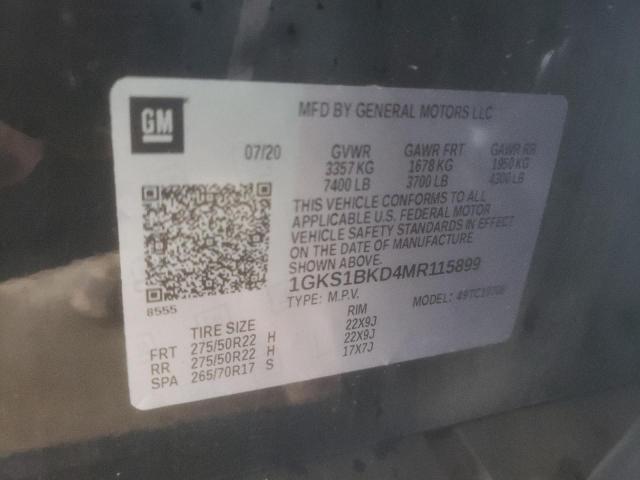 GM
MFD BY GENERAL MOTORS LLC
07/20 GVWR GAWR FRT GAWR RR
3357 KG 1678 KG 1950 KG
7400 LB 3700 LB 4300 LB
THIS VEHICLE CONFORMS TO ALL
APPLICABLE U.S. FEDERAL MOTOR
VEHICLE SAFETY STANDARDS IN EFFECT
ON THE DATE OF MANUFACTURE
SHOWN ABOVE.
1GKS1BKD4MR115899
8555
TYPE: M.P.V. MODEL:
TIRE SIZE RIM
FRT 275/50R22 H 22X9J
RR 275/50R22 H 22X9J
SPA 265/70R17 S 17X7J